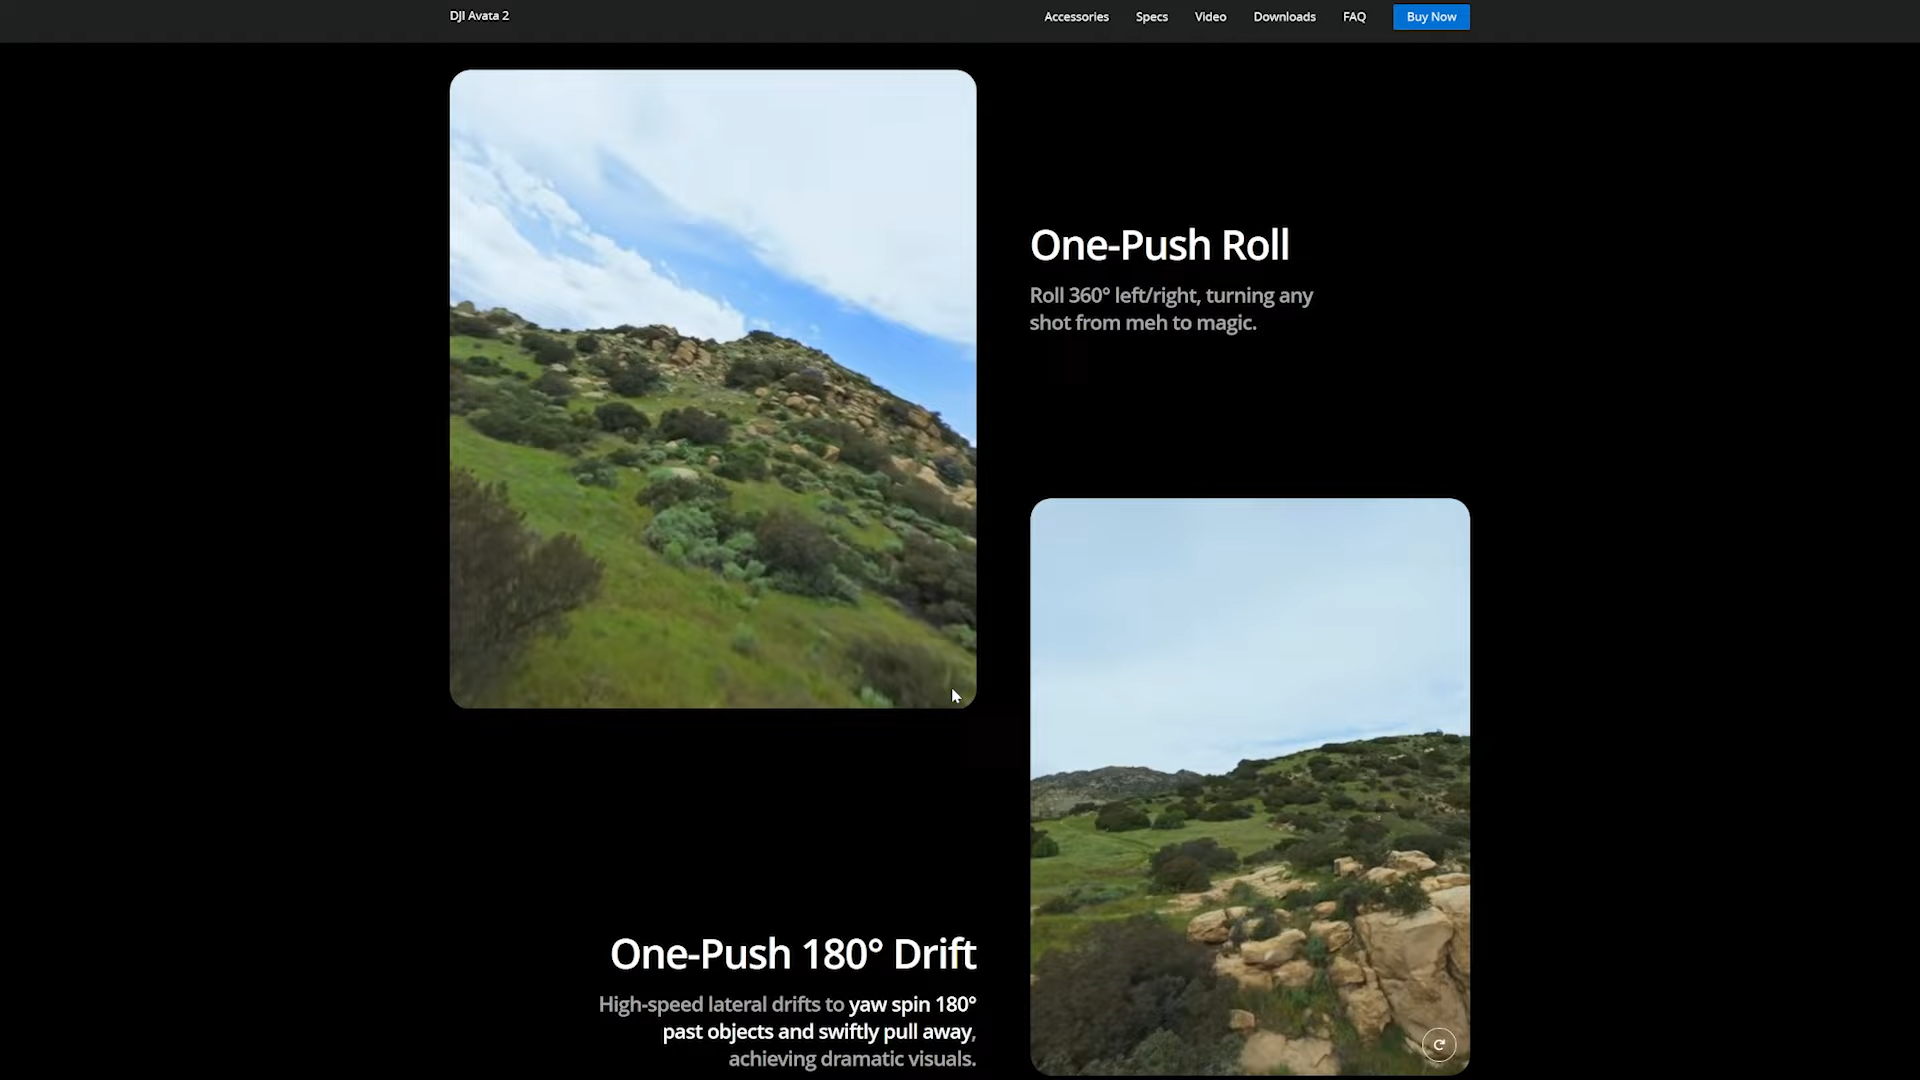 DJI Avata 2
Accessories Specs Video Downloads FAQ Buy Now
One-Push Roll
Roll 360° left/right, turning any
shot from meh to magic.
One-Push 180° Drift
High-speed lateral drifts to yaw spin 180°
past objects and swiftly pull away,
achieving dramatic visuals.